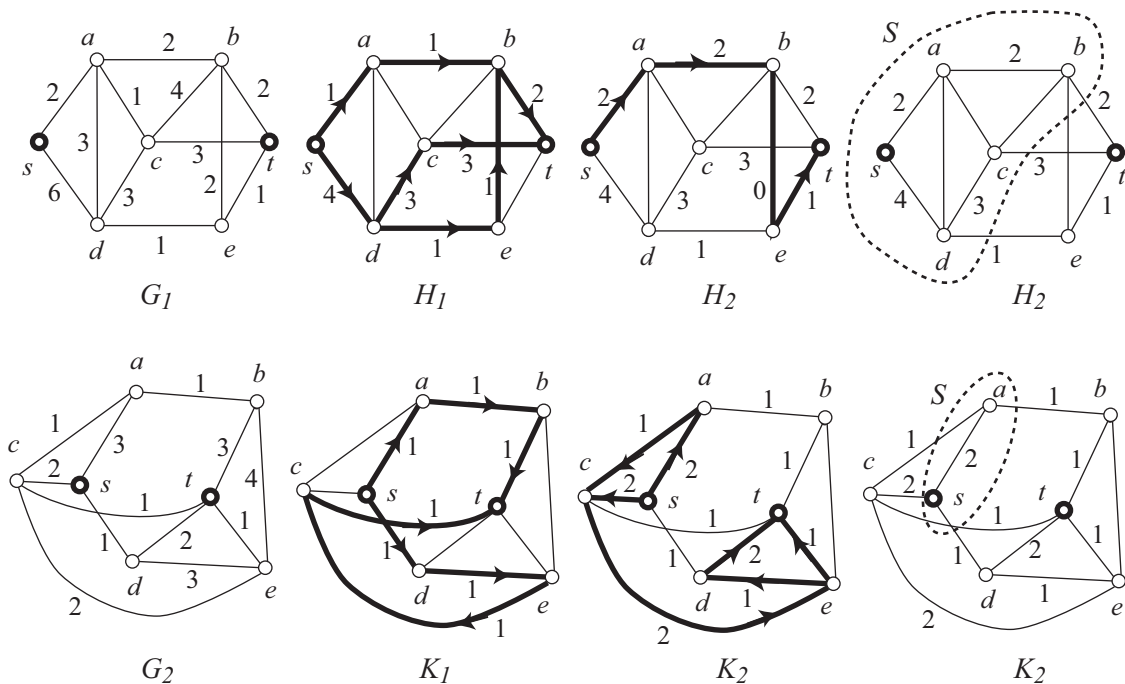 a 2 b
2 1 4 2
3
s c 3 t
6 3 2 1
d 1 e
G1
a 1 b
1 2
s c 3 t
4 3 1
d 1 e
H1
a 2 b
2 2
s c 3 t
4 3 0 1
d 1 e
H2
S
a 2 b
2 2
s c 3 t
4 3 1
d 1 e
H2
a 1 b
1 3 3
c 2 s t 4
1 1
1 2
d 3 e
2
G2
a 1 b
1 1
c s t
1
1
d 1 e
1
K1
a 1 b
1 2 1
c 2 s t
1 1
2
d 1 e
2
K2
S a 1 b
1 2 1
c 2 s t
1 1
1 2
d 1 e
2
K2